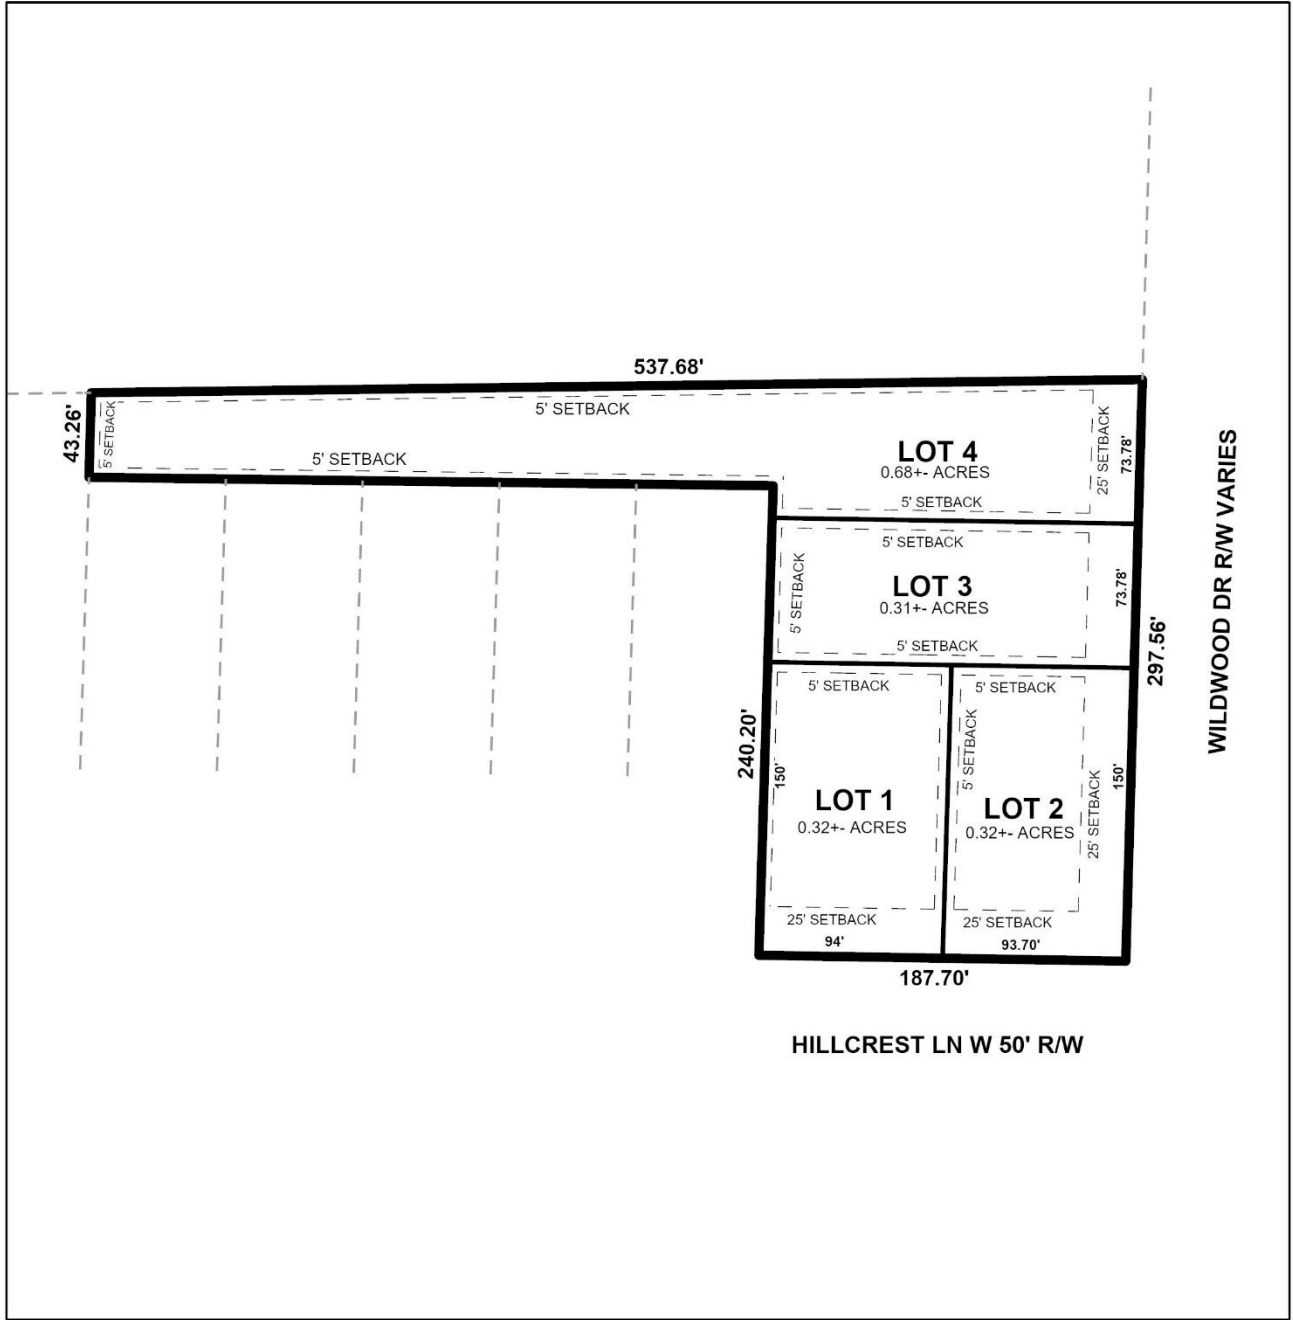 537.68'
43.26'
5' SETBACK
5' SETBACK
5' SETBACK
LOT 4
0.68+- ACRES
5' SETBACK
25' SETBACK
73.78'
5' SETBACK
5' SETBACK
LOT 3
0.31+- ACRES
5' SETBACK
73.78'
297.56'
WILDWOOD DR R/W VARIES
240.20'
150'
5' SETBACK
LOT 1
0.32+- ACRES
25' SETBACK
94'
5' SETBACK
5' SETBACK
LOT 2
0.32+- ACRES
25' SETBACK
150'
25' SETBACK
93.70'
187.70'
HILLCREST LN W 50' R/W